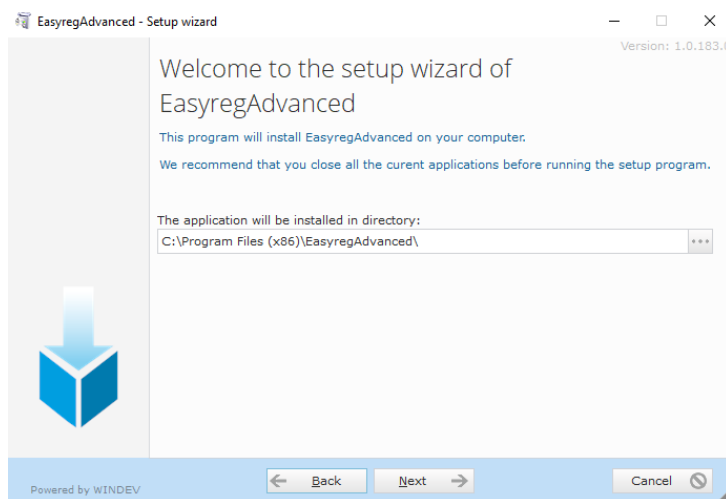 EasyregAdvanced - Setup wizard
Version: 1.0.183.
Welcome to the setup wizard of
EasyregAdvanced
This program will install EasyregAdvanced on your computer.
We recommend that you close all the curent applications before running the setup program.
The application will be installed in directory:
C:\Program Files (x86)\EasyregAdvanced\
...
Back
Next
Cancel
Powered by WINDEV